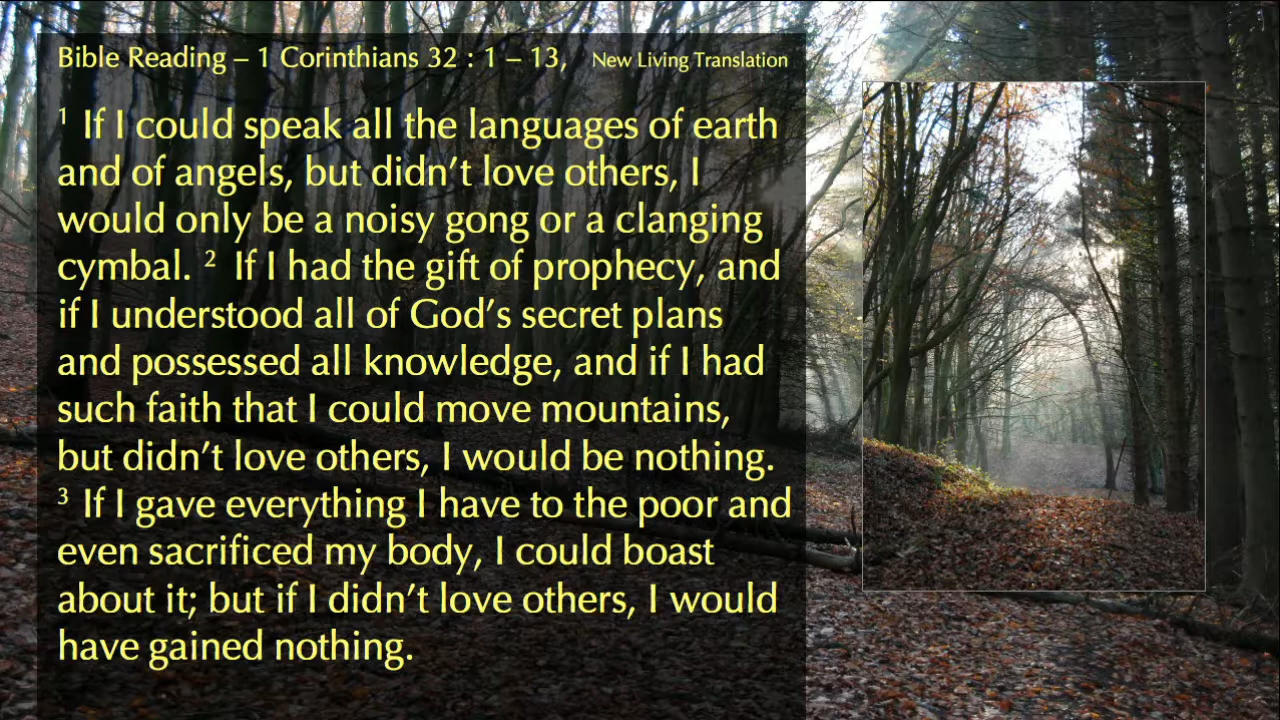 Bible Reading – 1 Corinthians 32 : 1 – 13, New Living Translation
¹ If I could speak all the languages of earth
and of angels, but didn’t love others, I
would only be a noisy gong or a clanging
cymbal. ² If I had the gift of prophecy, and
if I understood all of God’s secret plans
and possessed all knowledge, and if I had
such faith that I could move mountains,
but didn’t love others, I would be nothing.
³ If I gave everything I have to the poor and
even sacrificed my body, I could boast
about it; but if I didn’t love others, I would
have gained nothing.